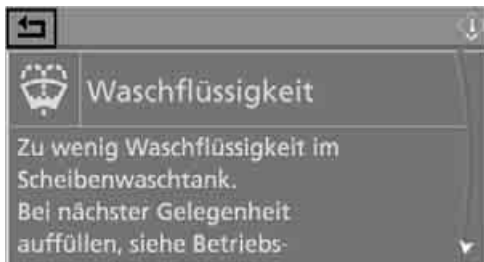 Waschflüssigkeit
Zu wenig Waschflüssigkeit im
Scheibenwaschtank.
Bei nächster Gelegenheit
auffüllen, siehe Betriebs-